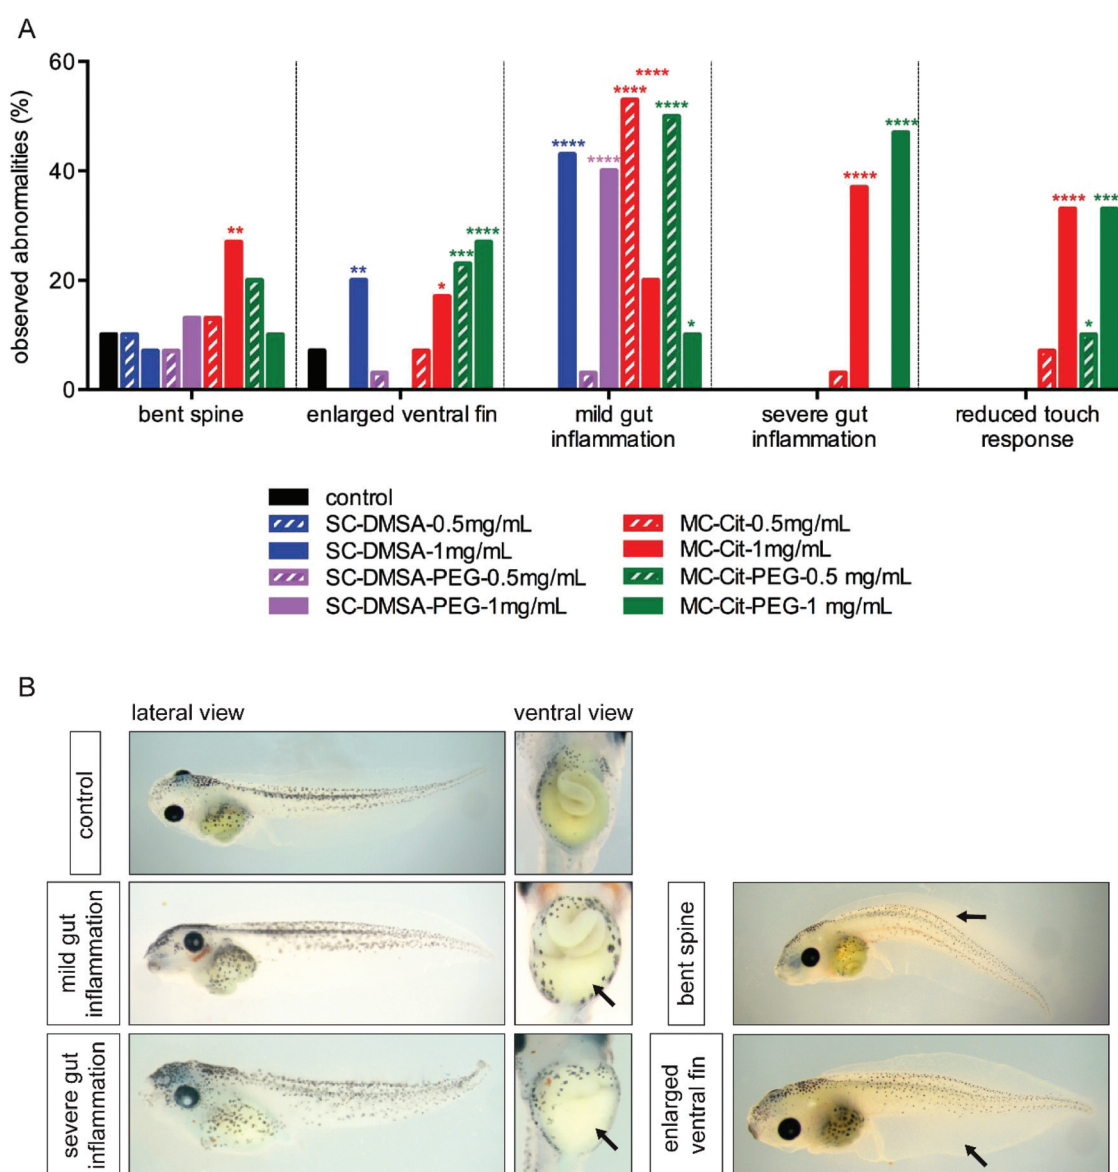 A
observed abnormalities (%)
60
40
20
0
**
**
*
***
****
****
****
****
****
****
*
****
****
****
*
***
bent spine
enlarged ventral fin
mild gut
inflammation
severe gut
inflammation
reduced touch
response
control
SC-DMSA-0.5mg/mL
SC-DMSA-1mg/mL
SC-DMSA-PEG-0.5mg/mL
SC-DMSA-PEG-1mg/mL
MC-Cit-0.5mg/mL
MC-Cit-1mg/mL
MC-Cit-PEG-0.5 mg/mL
MC-Cit-PEG-1 mg/mL
B
lateral view
ventral view
control
mild gut
inflammation
severe gut
inflammation
bent spine
enlarged
ventral fin